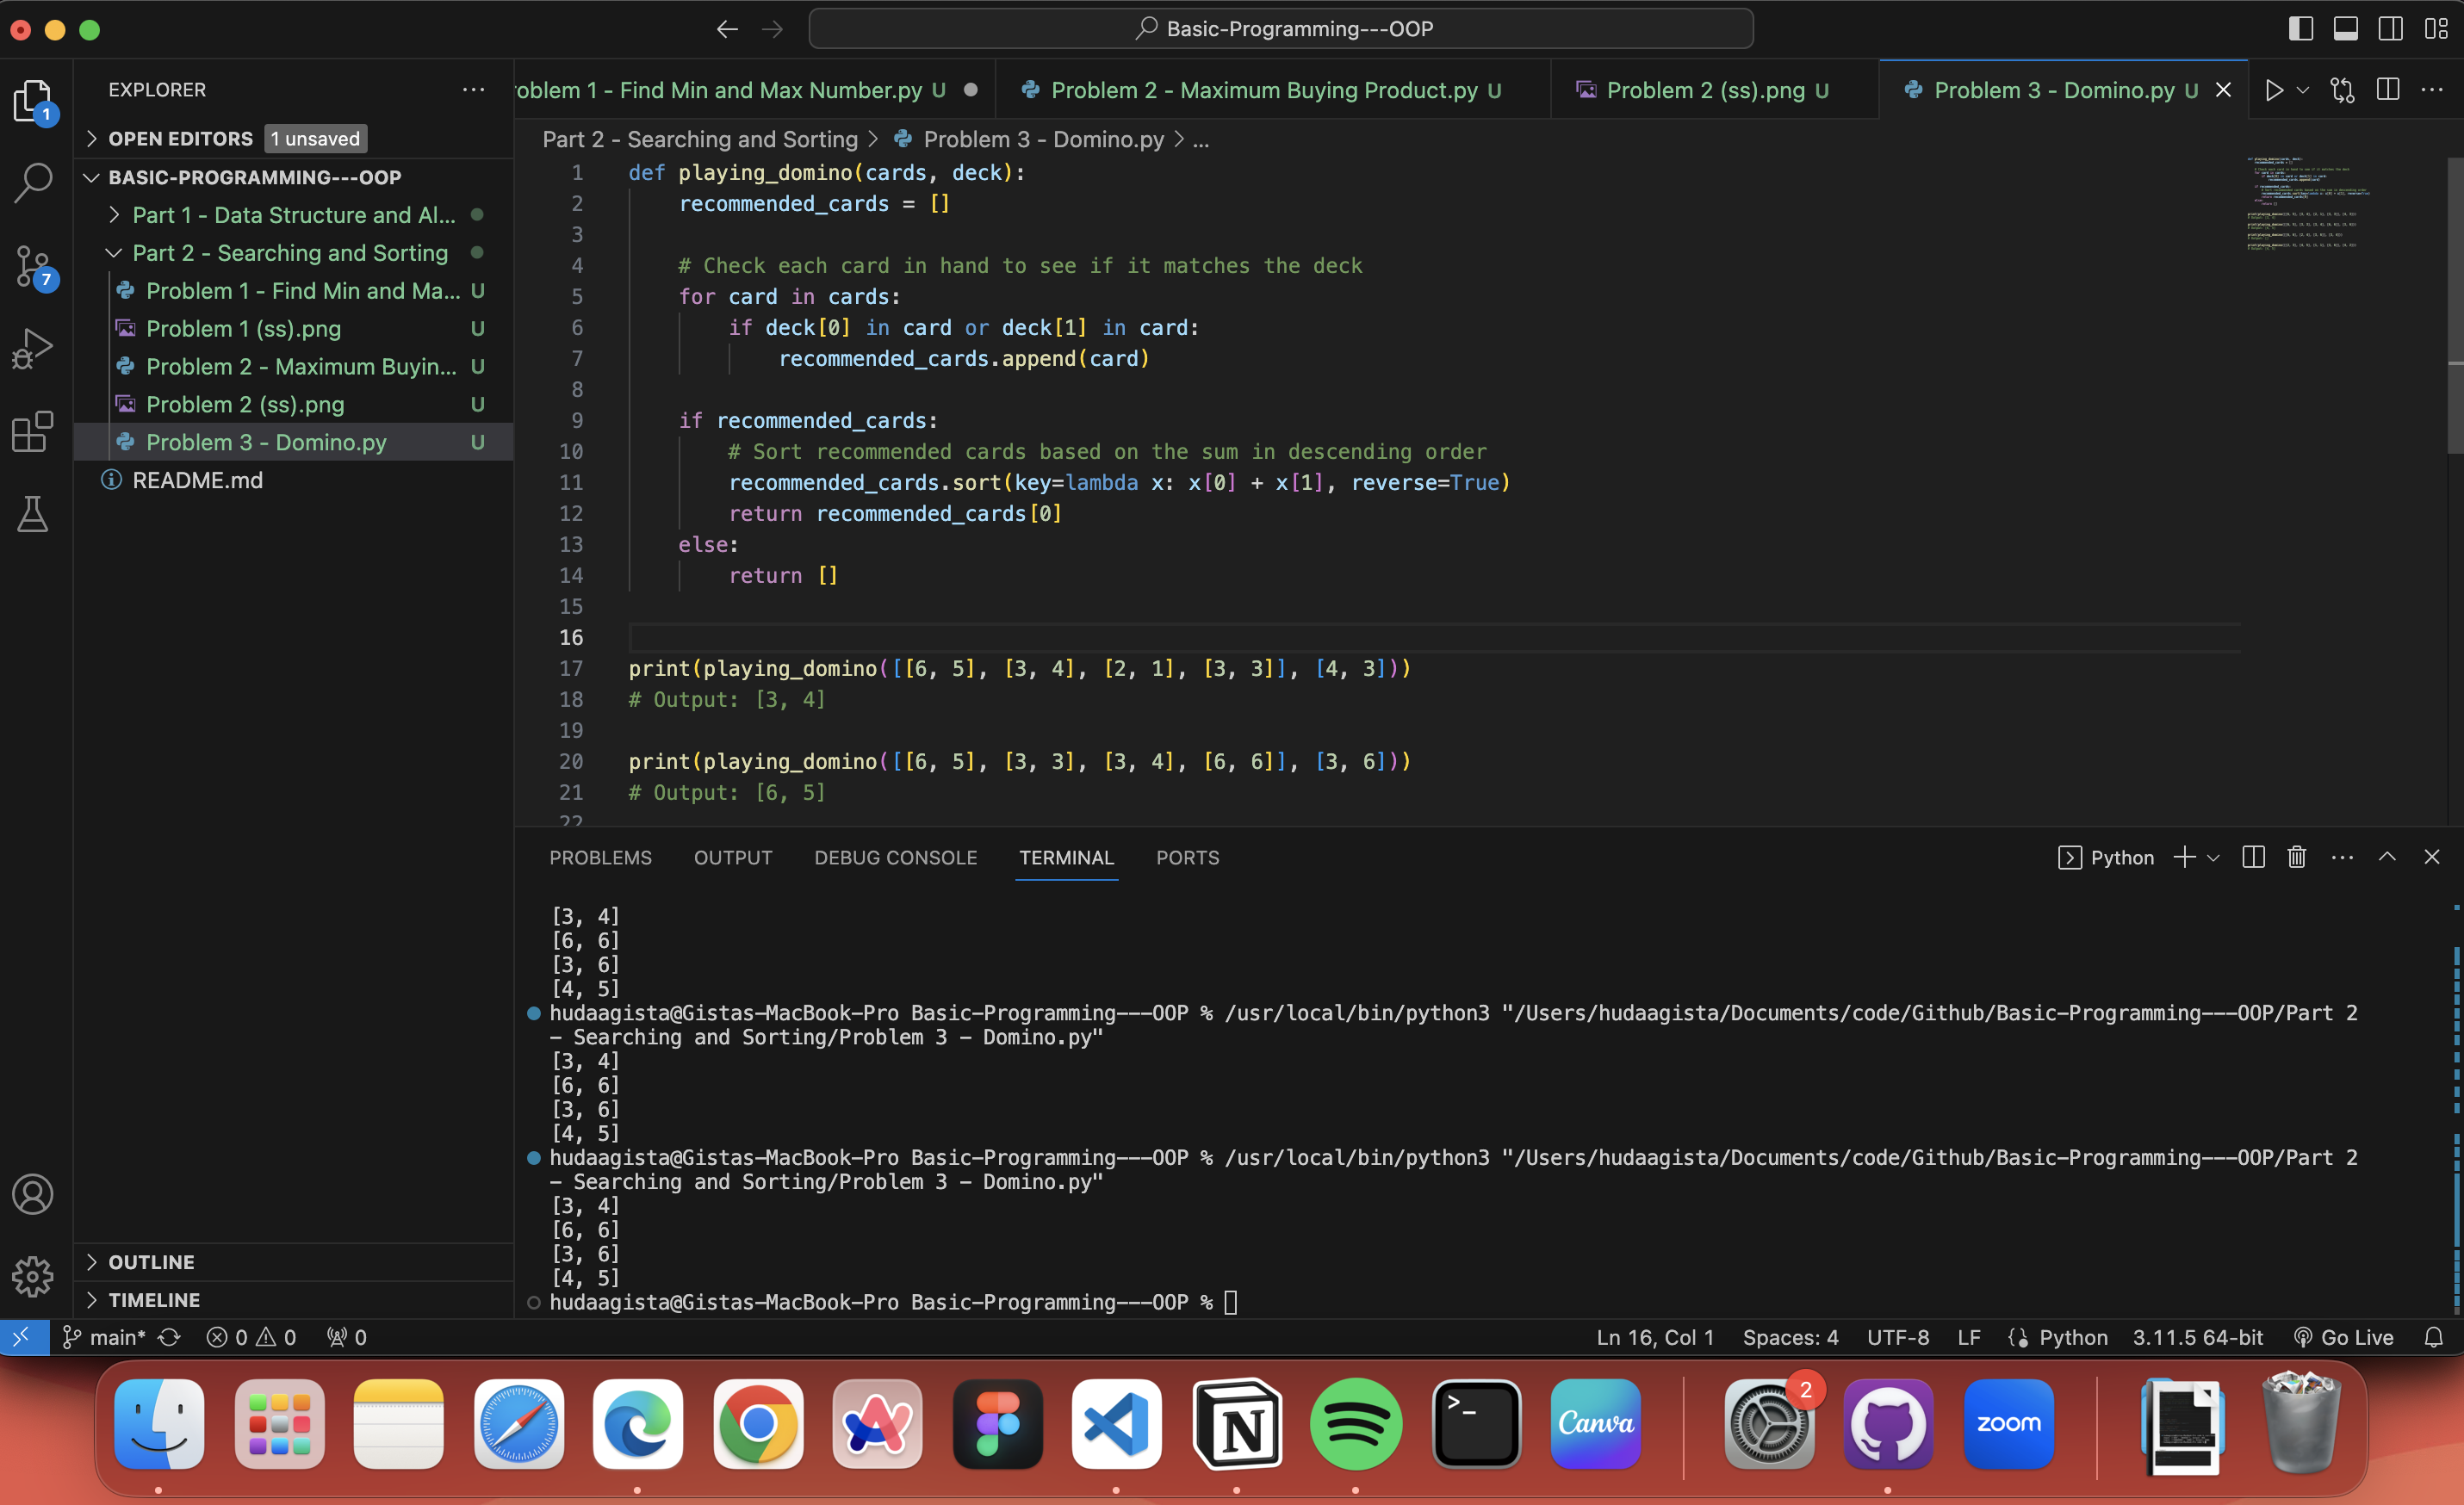 Basic-Programming---OOP
EXPLORER
oblem 1 - Find Min and Max Number.py U
Problem 2 - Maximum Buying Product.py U
Problem 2 (ss).png U
Problem 3 - Domino.py U
1
OPEN EDITORS 1 unsaved
Part 2 - Searching and Sorting > Problem 3 - Domino.py > ...
BASIC-PROGRAMMING---OOP
Part 1 - Data Structure and Al...
Part 2 - Searching and Sorting
Problem 1 - Find Min and Ma... U
Problem 1 (ss).png U
Problem 2 - Maximum Buyin... U
Problem 2 (ss).png U
Problem 3 - Domino.py U
README.md
7
OUTLINE
TIMELINE
1 def playing_domino(cards, deck):
2 recommended_cards = []
3
4 # Check each card in hand to see if it matches the deck
5 for card in cards:
6 if deck[0] in card or deck[1] in card:
7 recommended_cards.append(card)
8
9 if recommended_cards:
10 # Sort recommended cards based on the sum in descending order
11 recommended_cards.sort(key=lambda x: x[0] + x[1], reverse=True)
12 return recommended_cards[0]
13 else:
14 return []
15
16
17 print(playing_domino([[6, 5], [3, 4], [2, 1], [3, 3]], [4, 3]))
18 # Output: [3, 4]
19
20 print(playing_domino([[6, 5], [3, 3], [3, 4], [6, 6]], [3, 6]))
21 # Output: [6, 5]
22
PROBLEMS OUTPUT DEBUG CONSOLE TERMINAL PORTS
Python
[3, 4]
[6, 6]
[3, 6]
[4, 5]
hudaagista@Gistas-MacBook-Pro Basic-Programming---OOP % /usr/local/bin/python3 "/Users/hudaagista/Documents/code/Github/Basic-Programming---OOP/Part 2
- Searching and Sorting/Problem 3 - Domino.py"
[3, 4]
[6, 6]
[3, 6]
[4, 5]
hudaagista@Gistas-MacBook-Pro Basic-Programming---OOP % /usr/local/bin/python3 "/Users/hudaagista/Documents/code/Github/Basic-Programming---OOP/Part 2
- Searching and Sorting/Problem 3 - Domino.py"
[3, 4]
[6, 6]
[3, 6]
[4, 5]
hudaagista@Gistas-MacBook-Pro Basic-Programming---OOP %
main* 0 0 0
Ln 16, Col 1 Spaces: 4 UTF-8 LF Python 3.11.5 64-bit Go Live
Canva
2
zoom